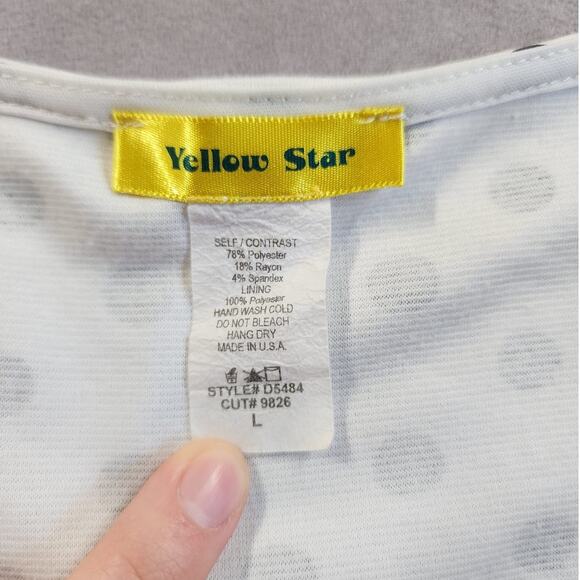 Yellow Star
SELF / CONTRAST
78% Polyester
18% Rayon
4% Spandex
LINING
100% Polyester
HAND WASH COLD
DO NOT BLEACH
HANG DRY
MADE IN U.S.A.
STYLE# D5484
CUT# 9826
L